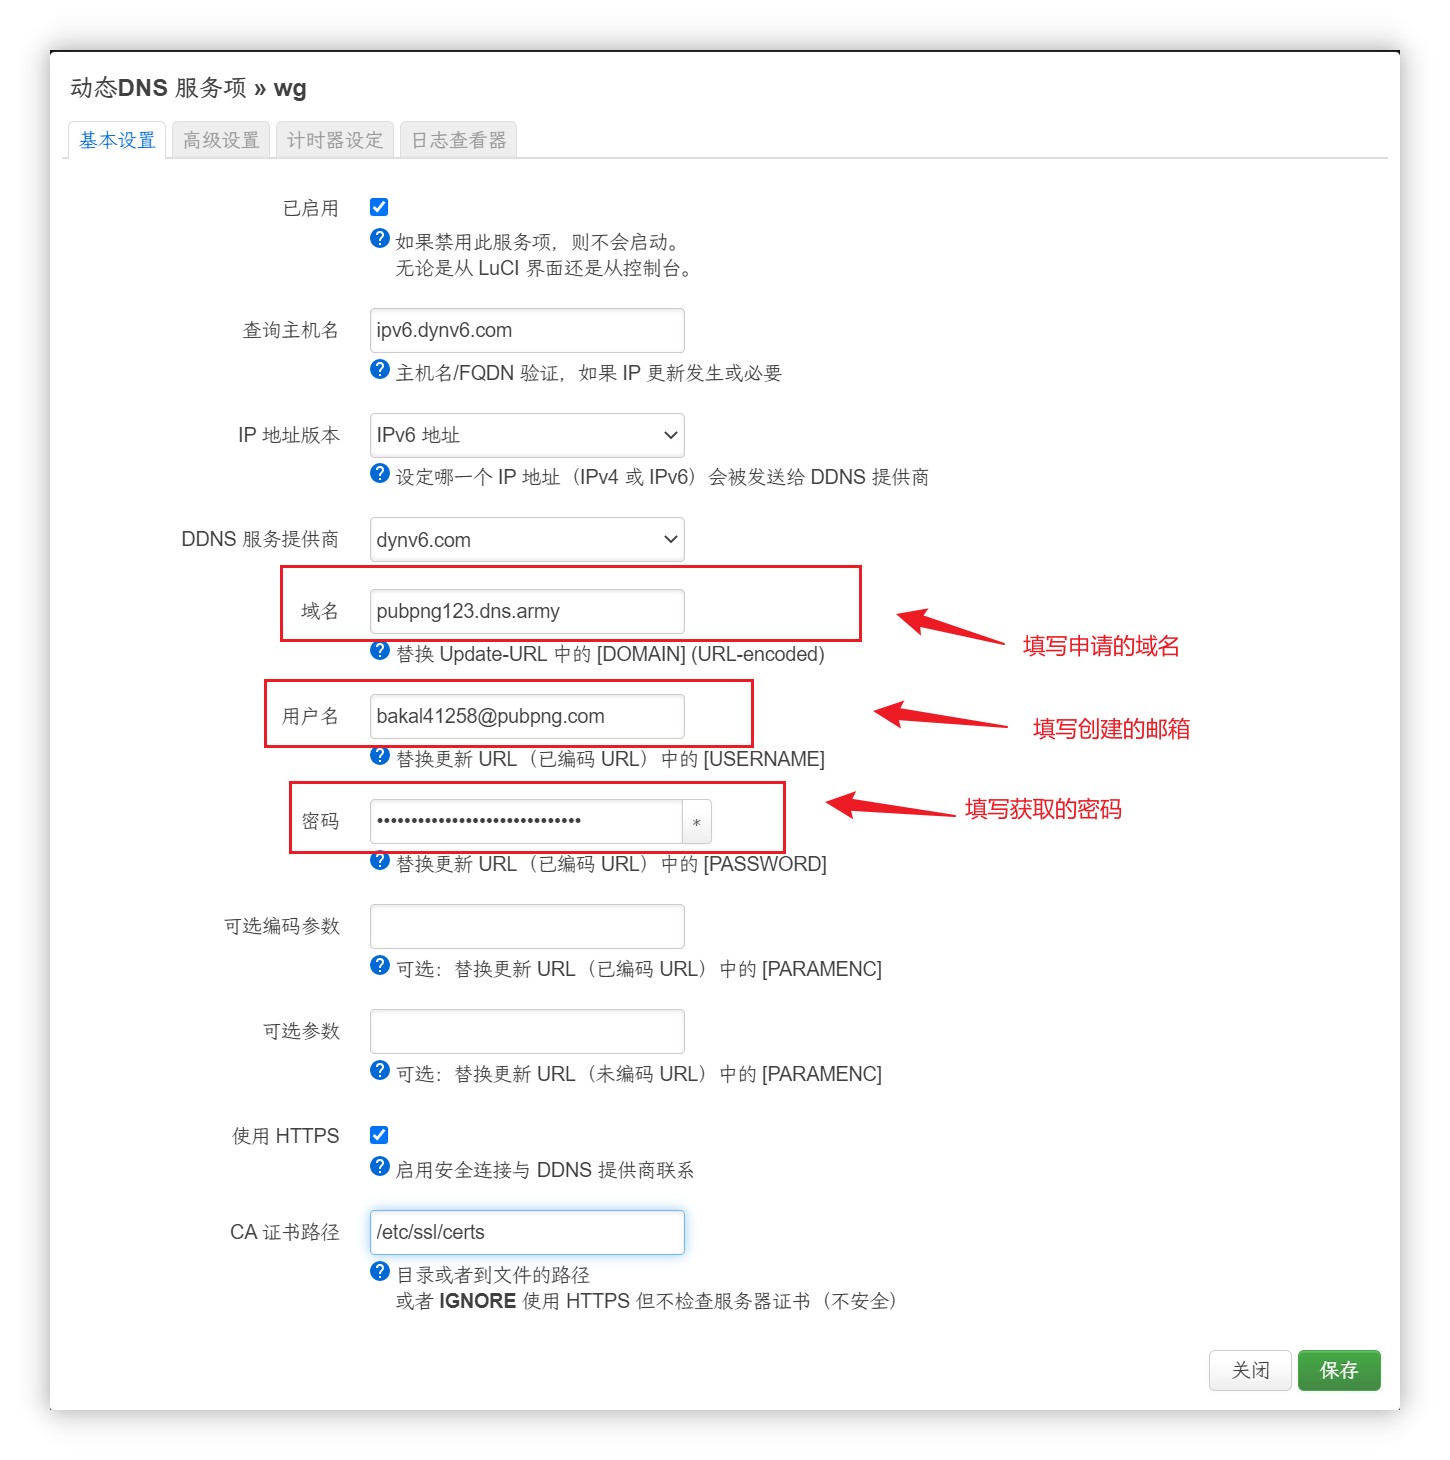 动态DNS 服务项 » wg
基本设置
高级设置
计时器设定
日志查看器
已启用
如果禁用此服务项，则不会启动。
无论是从 LuCI 界面还是从控制台。
查询主机名
ipv6.dynv6.com
主机名/FQDN 验证，如果 IP 更新发生或必要
IP 地址版本
IPv6 地址
设定哪一个 IP 地址（IPv4 或 IPv6）会被发送给 DDNS 提供商
DDNS 服务提供商
dynv6.com
域名
pubpng123.dns.army
填写申请的域名
替换 Update-URL 中的 [DOMAIN] (URL-encoded)
用户名
bakal41258@pubpng.com
填写创建的邮箱
替换更新 URL（已编码 URL）中的 [USERNAME]
密码
••••••••••••••••••••••••••••••
*
填写获取的密码
替换更新 URL（已编码 URL）中的 [PASSWORD]
可选编码参数
可选：替换更新 URL（已编码 URL）中的 [PARAMENC]
可选参数
可选：替换更新 URL（未编码 URL）中的 [PARAMENC]
使用 HTTPS
启用安全连接与 DDNS 提供商联系
CA 证书路径
/etc/ssl/certs
目录或者到文件的路径
或者 IGNORE 使用 HTTPS 但不检查服务器证书（不安全）
关闭
保存